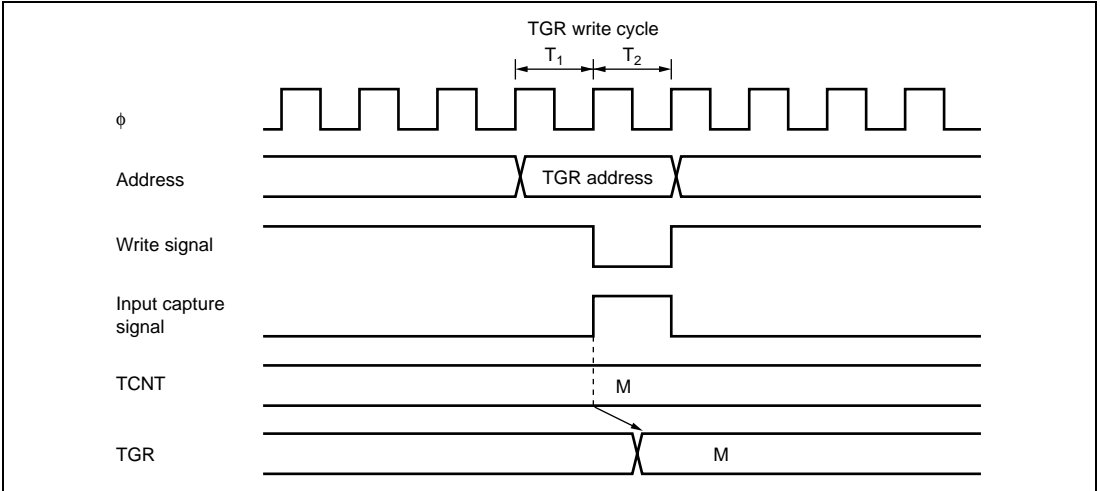 TGR write cycle
T1 T2
ϕ
Address
TGR address
Write signal
Input capture
signal
TCNT
M
TGR
M